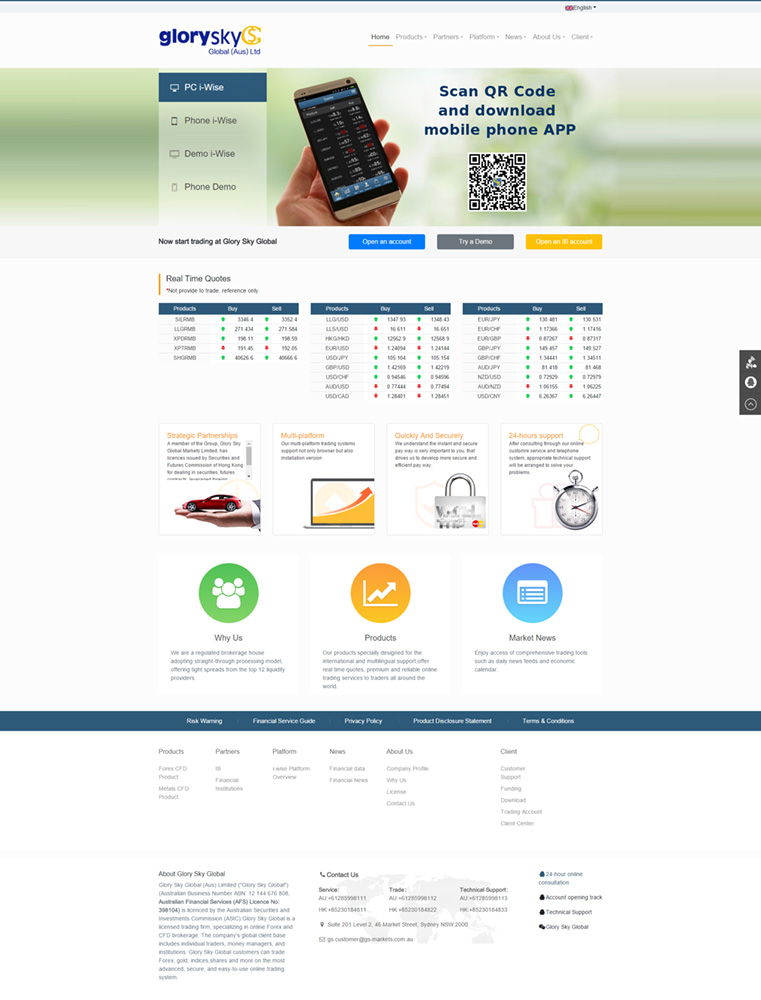 English
glorysky
Global (Aus) Ltd
Home Products Partners Platform News About Us Client
PC i-Wise
Phone i-Wise
Demo i-Wise
Phone Demo
Scan QR Code
and download
mobile phone APP
Now start trading at Glory Sky Global
Open an account
Try a Demo
Open an IB account
Real Time Quotes
*Not provide to trade, reference only.
Products Buy Sell
SILRMB 3346.4 3352.4
LLGRMB 271.434 271.584
XPDRMB 198.11 198.59
XPTRMB 191.45 192.05
SHGRMB 40626.6 40666.6
Products Buy Sell
LLG/USD 1347.93 1348.43
LLS/USD 16.611 16.651
HKG/HKD 12562.9 12568.9
EUR/USD 1.24094 1.24144
USD/JPY 105.104 105.154
GBP/USD 1.42169 1.42219
USD/CHF 0.94546 0.94596
AUD/USD 0.77444 0.77494
USD/CAD 1.28401 1.28451
Products Buy Sell
EUR/JPY 130.481 130.531
EUR/CHF 1.17366 1.17416
EUR/GBP 0.87267 0.87317
GBP/JPY 149.457 149.527
GBP/CHF 1.34441 1.34511
AUD/JPY 81.418 81.468
NZD/USD 0.72929 0.72979
AUD/NZD 1.06155 1.06225
USD/CNY 6.26367 6.26447
Strategic Partnerships
A member of the Group, Glory Sky
Global Markets Limited, has
licences issued by Securities and
Futures Commission of Hong Kong
for dealing in securities, futures
contracts, leveraged foreign
Multi-platform
Our multi-platform trading systems
support not only browser but also
installation version
Quickly And Securely
We understand the instant and secure
pay way is very important to you, that
drives us to develop more secure and
efficient pay way.
24-hours support
After consulting through our online
custome service and telephone
system, appropriate technical support
will be arranged to solve your
problems.
Why Us
We are a regulated brokerage house
adopting straight-through processing model,
offering tight spreads from the top 12 liquidity
providers.
Products
Our products specially designed for the
international and multilingual support,offer
real time quotes, premium and reliable online
trading services to traders all around the
world.
Market News
Enjoy access of comprehensive trading tools
such as daily news feeds and economic
calendar.
Risk Warning Financial Service Guide Privacy Policy Product Disclosure Statement Terms & Conditions
Products
Forex CFD
Product
Metals CFD
Product
Partners
IB
Financial
Institutions
Platform
i-wise Platform
Overview
News
Financial data
Financial News
About Us
Company Profile
Why Us
License
Contact Us
Client
Customer
Support
Funding
Download
Trading Account
Client Center
About Glory Sky Global
Glory Sky Global (Aus) Limited ("Glory Sky Global")
(Australian Business Number ABN: 12 144 676 808,
Australian Financial Services (AFS) Licence No:
398104) is licenced by the Australian Securities and
Investments Commission (ASIC) Glory Sky Global is a
licensed trading firm, specializing in online Forex and
CFD brokerage. The company's global client base
includes individual traders, money managers, and
institutions. Glory Sky Global customers can trade
Forex, gold, indices,shares and more on the most
advanced, secure, and easy-to-use online trading
system.
Contact Us
Service: Trade: Technical Support:
AU:+61285998111 AU:+61285998112 AU:+61285998113
HK:+85230184611 HK:+85230184622 HK:+85230184633
Suite 201 Level 2, 46 Market Street, Sydney NSW 2000
gs.customer@gs-markets.com.au
24-hour online
consultation
Account opening track
Technical Support
Glory Sky Global